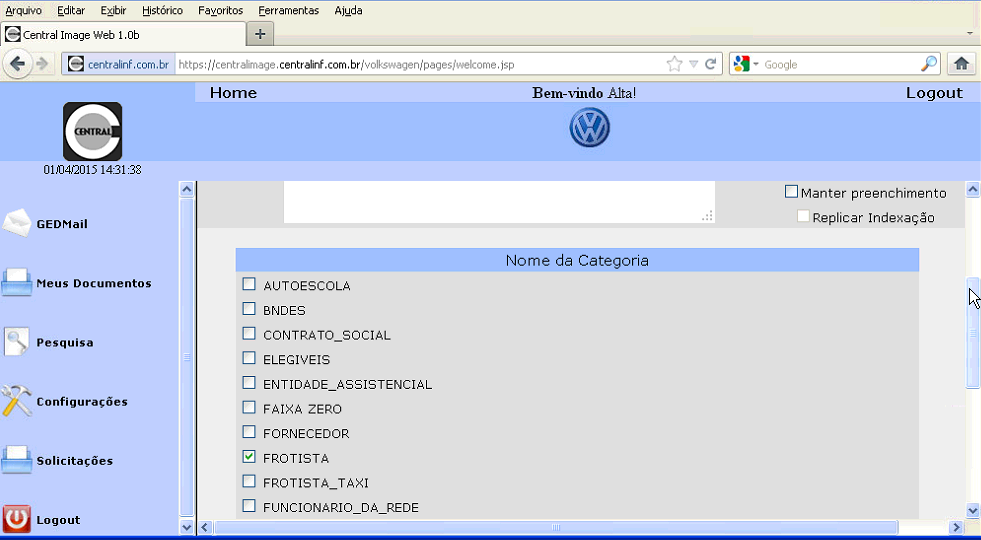 Arquivo Editar Exibir Histórico Favoritos Ferramentas Ajuda
Central Image Web 1.0b +
centralinf.com.br https://centralimage.centralinf.com.br/volkswagen/pages/welcome.jsp Google
Home Bem-vindo Alta! Logout
CENTRAL
01/04/2015 14:31:38
GEDMail
Meus Documentos
Pesquisa
Configurações
Solicitações
Logout
Manter preenchimento
Replicar Indexação
Nome da Categoria
AUTOESCOLA
BNDES
CONTRATO_SOCIAL
ELEGIVEIS
ENTIDADE_ASSISTENCIAL
FAIXA ZERO
FORNECEDOR
FROTISTA
FROTISTA_TAXI
FUNCIONARIO_DA_REDE